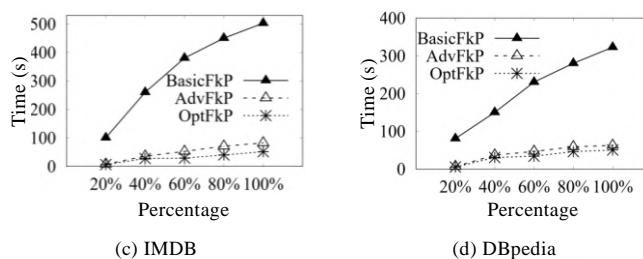 500
400
300
200
100
0
Time (s)
BasicFkP
AdvFkP
OptFkP
20% 40% 60% 80% 100%
Percentage
(c) IMDB
400
300
200
100
0
Time (s)
BasicFkP
AdvFkP
OptFkP
20% 40% 60% 80% 100%
Percentage
(d) DBpedia